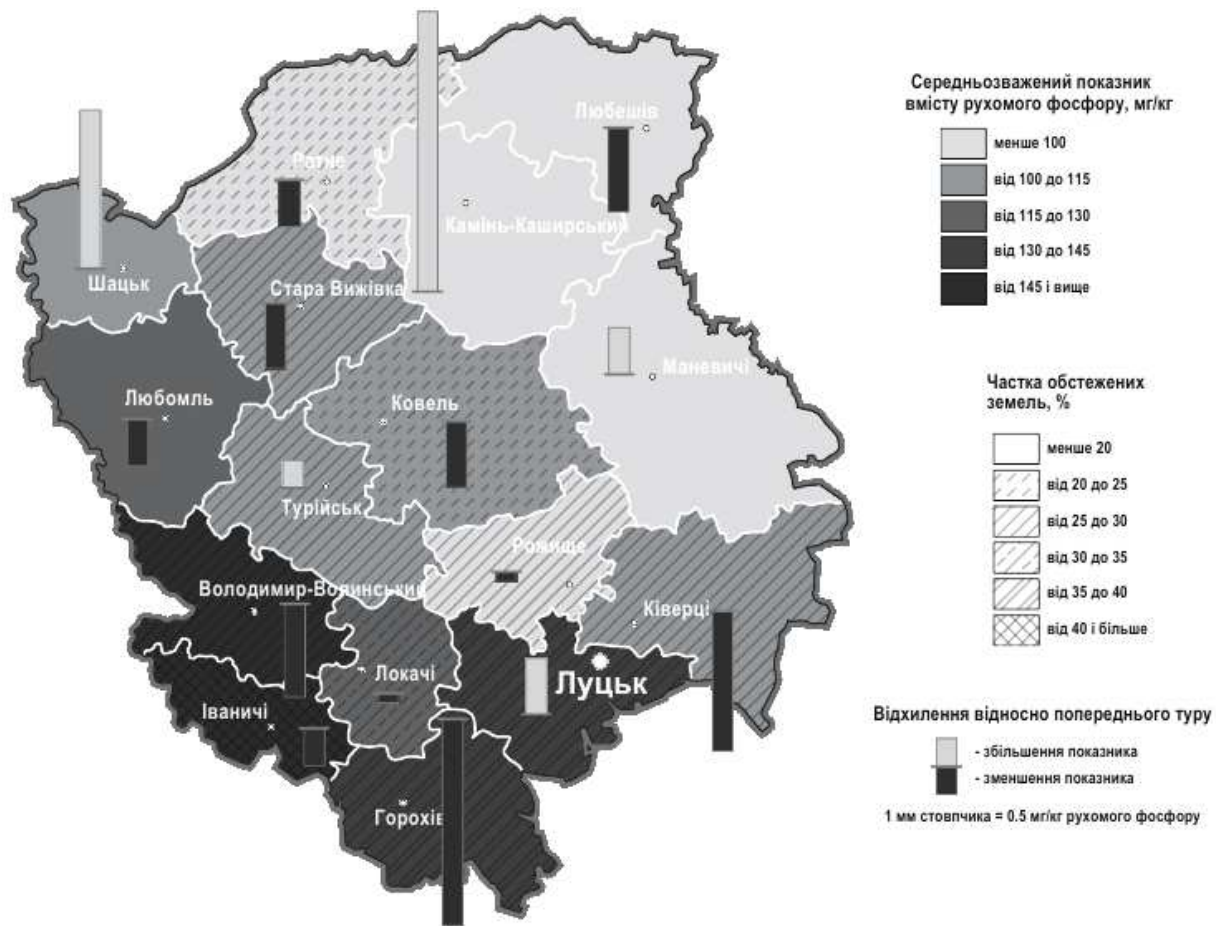 Середньозважений показник
вмісту рухомого фосфору, мг/кг
менше 100
від 100 до 115
від 115 до 130
від 130 до 145
від 145 і вище
Частка обстежених
земель, %
менше 20
від 20 до 25
від 25 до 30
від 30 до 35
від 35 до 40
від 40 і більше
Відхилення відносно попереднього туру
- збільшення показника
- зменшення показника
1 мм стовпчика = 0.5 мг/кг рухомого фосфору
Любешів
Ратне
Камінь-Каширський
Шацьк
Стара Вижівка
Маневичі
Любомль
Ковель
Турійськ
Рожище
Володимир-Волинський
Ківерці
Локачі
Луцьк
Іваничі
Горохів